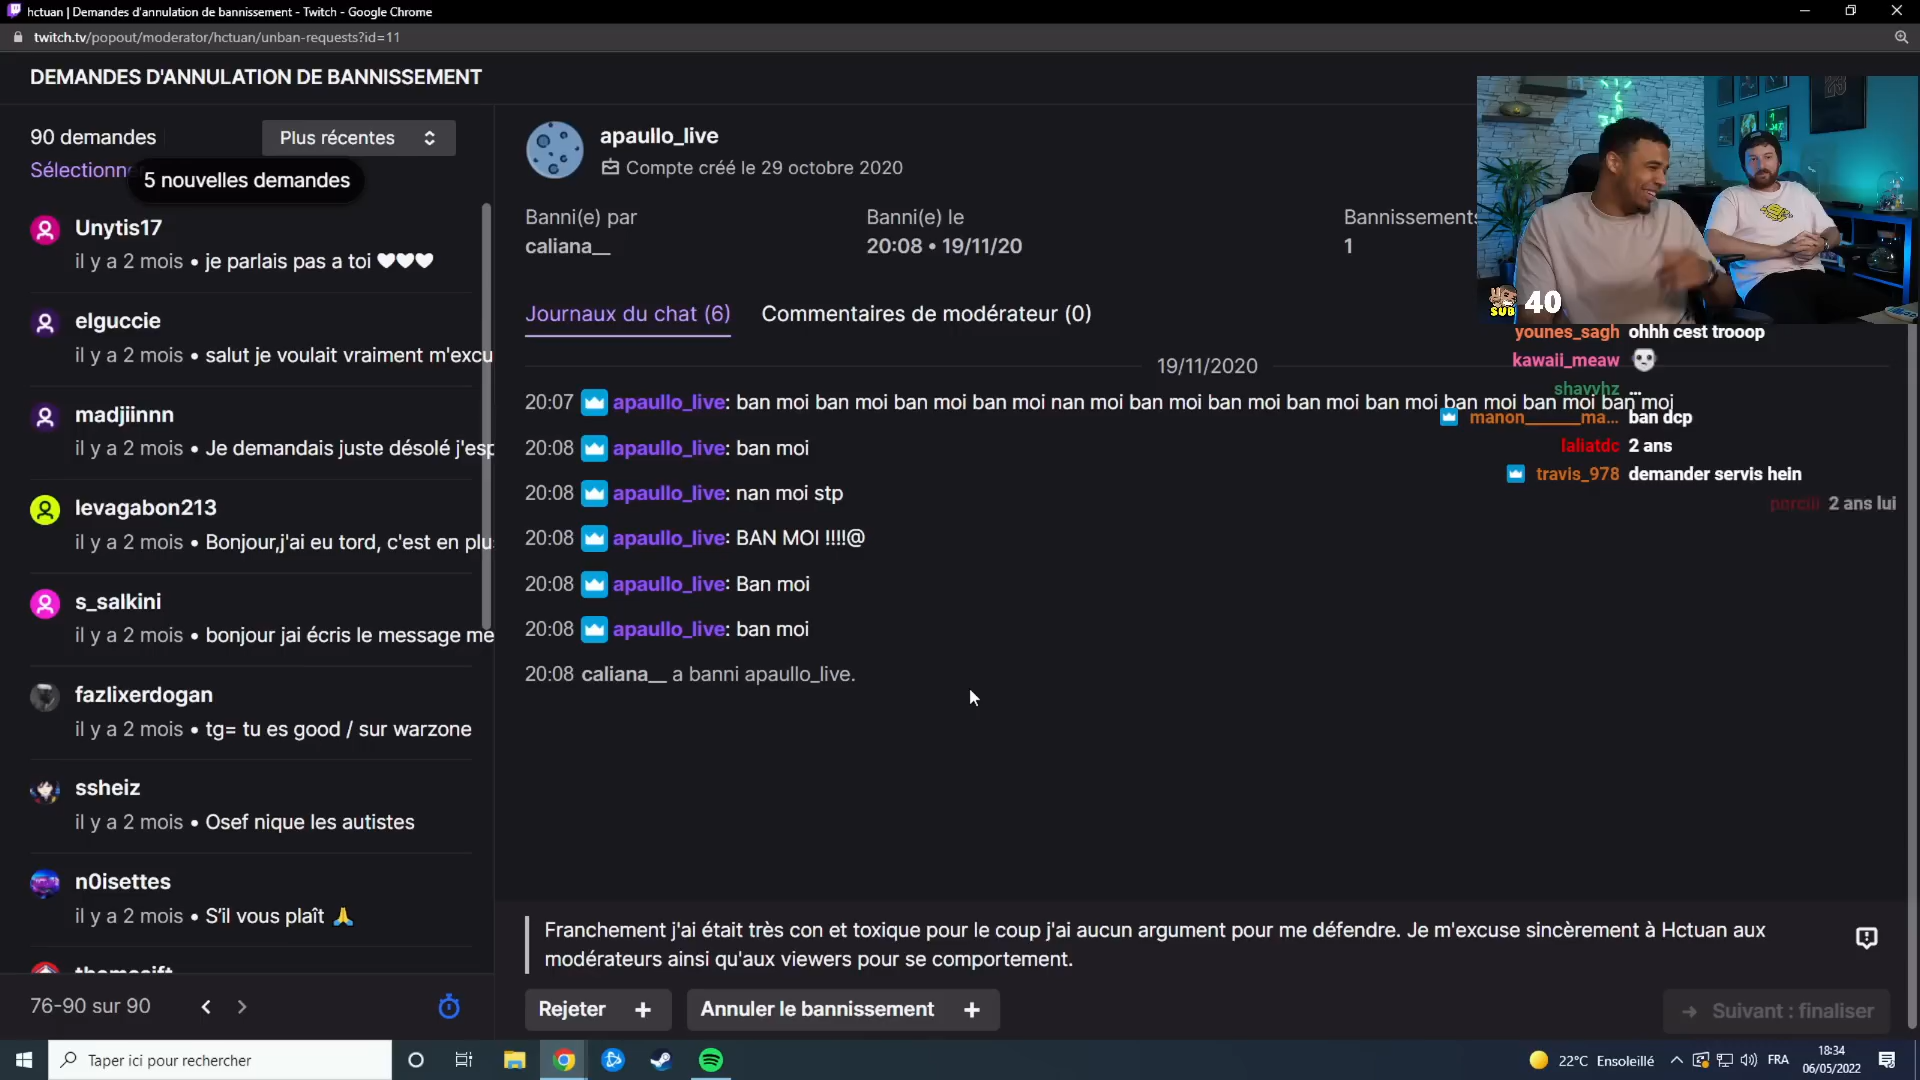 hctuan | Demandes d'annulation de bannissement - Twitch - Google Chrome
twitch.tv/popout/moderator/hctuan/unban-requests?id=11
DEMANDES D'ANNULATION DE BANNISSEMENT
90 demandes
Plus récentes
Sélectionne
5 nouvelles demandes
Unytis17
il y a 2 mois • je parlais pas a toi 🤍🤍🤍
elguccie
il y a 2 mois • salut je voulait vraiment m'excu
madjiinnn
il y a 2 mois • Je demandais juste désolé j'esp
levagabon213
il y a 2 mois • Bonjour,j'ai eu tord, c'est en plu
s_salkini
il y a 2 mois • bonjour jai écris le message me
fazlixerdogan
il y a 2 mois • tg= tu es good / sur warzone
ssheiz
il y a 2 mois • Osef nique les autistes
n0isettes
il y a 2 mois • S'il vous plaît 🙏
76-90 sur 90
apaullo_live
Compte créé le 29 octobre 2020
Banni(e) par
caliana__
Banni(e) le
20:08 • 19/11/20
Bannissements
1
Journaux du chat (6)
Commentaires de modérateur (0)
19/11/2020
20:07 apaullo_live: ban moi ban moi ban moi ban moi nan moi ban moi ban moi ban moi ban moi ban moi ban moi ban moi
20:08 apaullo_live: ban moi
20:08 apaullo_live: nan moi stp
20:08 apaullo_live: BAN MOI !!!!@
20:08 apaullo_live: Ban moi
20:08 apaullo_live: ban moi
20:08 caliana__ a banni apaullo_live.
SUB 40
younes_sagh ohhh cest trooop
kawaii_meaw
shavyhz ...
manon______ma... ban dcp
laliatdc 2 ans
travis_978 demander servis hein
2 ans lui
Franchement j'ai était très con et toxique pour le coup j'ai aucun argument pour me défendre. Je m'excuse sincèrement à Hctuan aux
modérateurs ainsi qu'aux viewers pour se comportement.
Rejeter +
Annuler le bannissement +
→ Suivant : finaliser
Taper ici pour rechercher
22°C Ensoleillé
FRA
18:34
06/05/2022